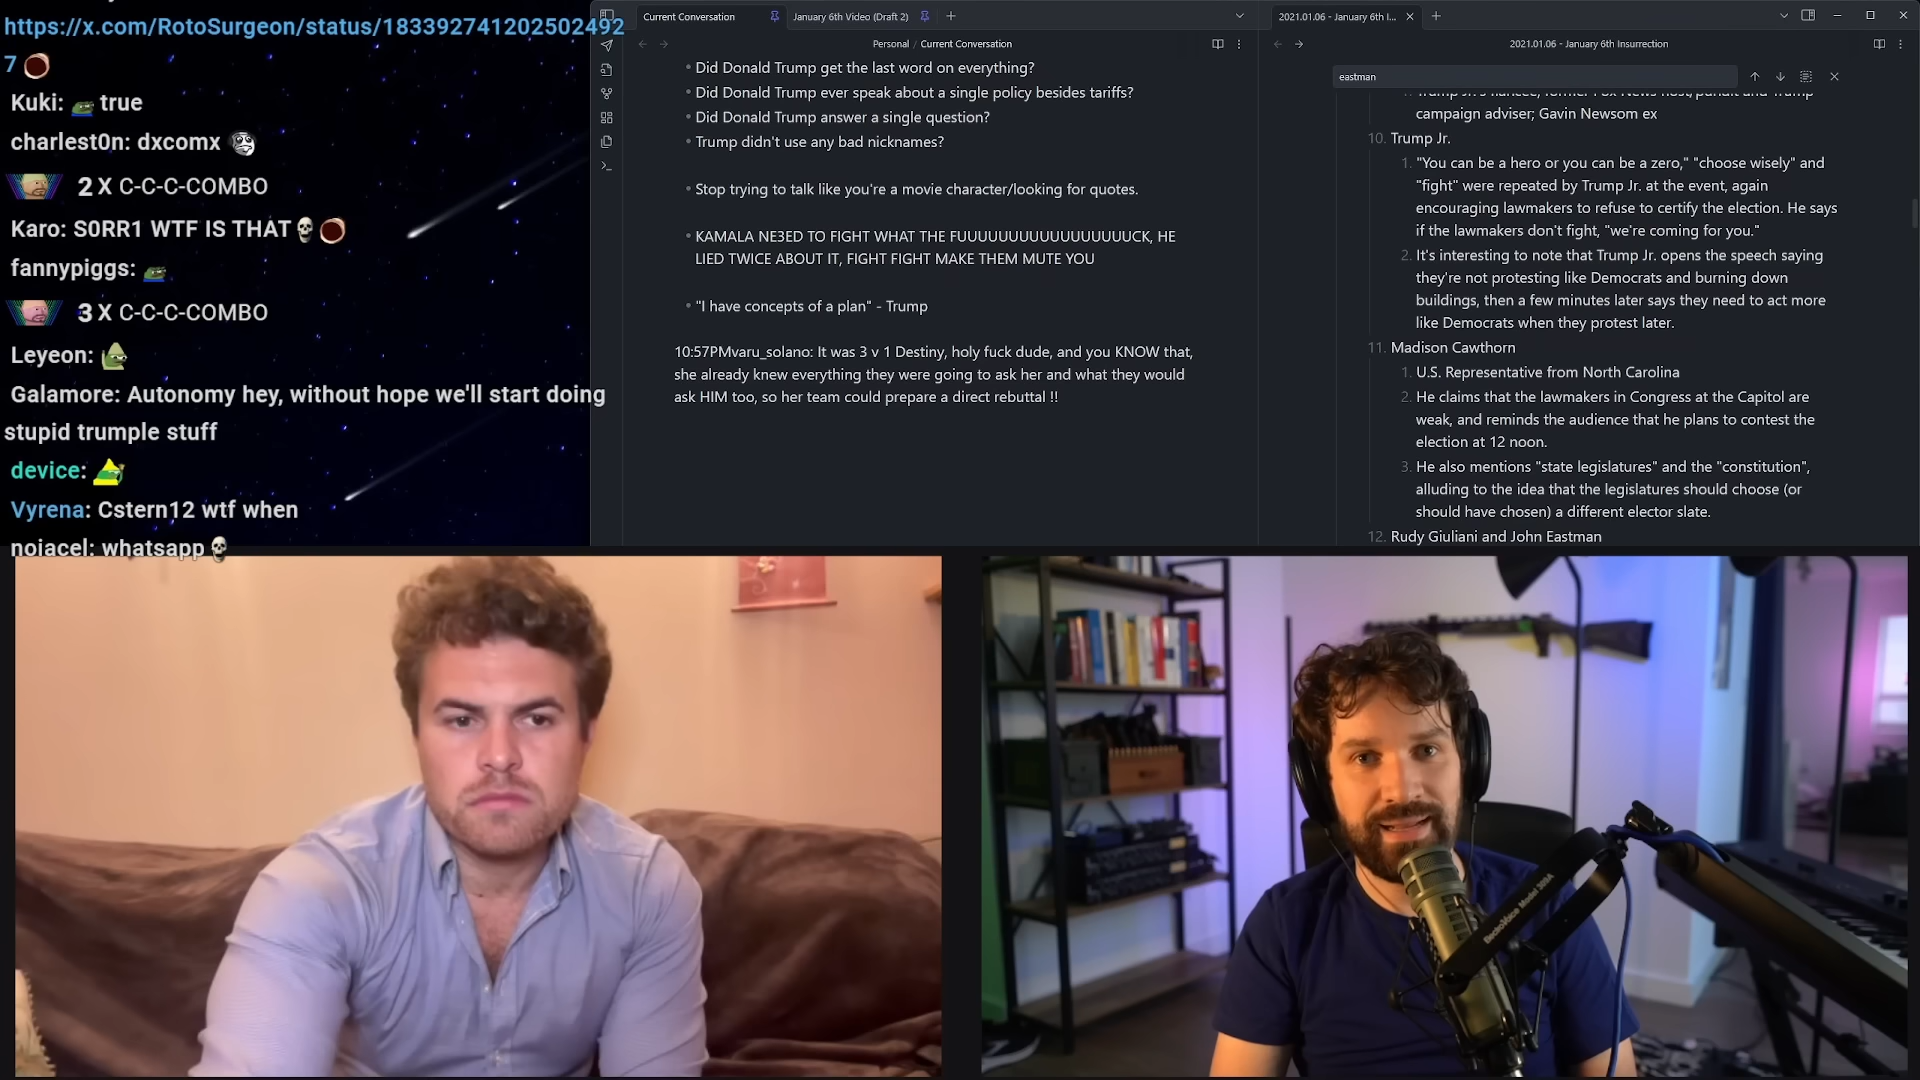 https://x.com/RotoSurgeon/status/183392741202502492
7
Kuki: true
charlest0n: dxcomx
2 X C-C-C-COMBO
Karo: S0RR1 WTF IS THAT
fannypiggs:
3 X C-C-C-COMBO
Leyeon:
Galamore: Autonomy hey, without hope we'll start doing
stupid trumple stuff
device:
Vyrena: Cstern12 wtf when
noiacel: whatsapp
Current Conversation
January 6th Video (Draft 2)
Personal / Current Conversation
• Did Donald Trump get the last word on everything?
• Did Donald Trump ever speak about a single policy besides tariffs?
• Did Donald Trump answer a single question?
• Trump didn't use any bad nicknames?
• Stop trying to talk like you're a movie character/looking for quotes.
• KAMALA NE3ED TO FIGHT WHAT THE FUUUUUUUUUUUUUUUUUCK, HE
LIED TWICE ABOUT IT, FIGHT FIGHT MAKE THEM MUTE YOU
• "I have concepts of a plan" - Trump
10:57PMvaru_solano: It was 3 v 1 Destiny, holy fuck dude, and you KNOW that,
she already knew everything they were going to ask her and what they would
ask HIM too, so her team could prepare a direct rebuttal !!
2021.01.06 - January 6th I...
2021.01.06 - January 6th Insurrection
eastman
1. Trump Jr.'s fiancée, former Fox News host, pundit and Trump
campaign adviser; Gavin Newsom ex
10. Trump Jr.
1. "You can be a hero or you can be a zero," "choose wisely" and
"fight" were repeated by Trump Jr. at the event, again
encouraging lawmakers to refuse to certify the election. He says
if the lawmakers don't fight, "we're coming for you."
2. It's interesting to note that Trump Jr. opens the speech saying
they're not protesting like Democrats and burning down
buildings, then a few minutes later says they need to act more
like Democrats when they protest later.
11. Madison Cawthorn
1. U.S. Representative from North Carolina
2. He claims that the lawmakers in Congress at the Capitol are
weak, and reminds the audience that he plans to contest the
election at 12 noon.
3. He also mentions "state legislatures" and the "constitution",
alluding to the idea that the legislatures should choose (or
should have chosen) a different elector slate.
12. Rudy Giuliani and John Eastman
ElectroVoice Model 309A